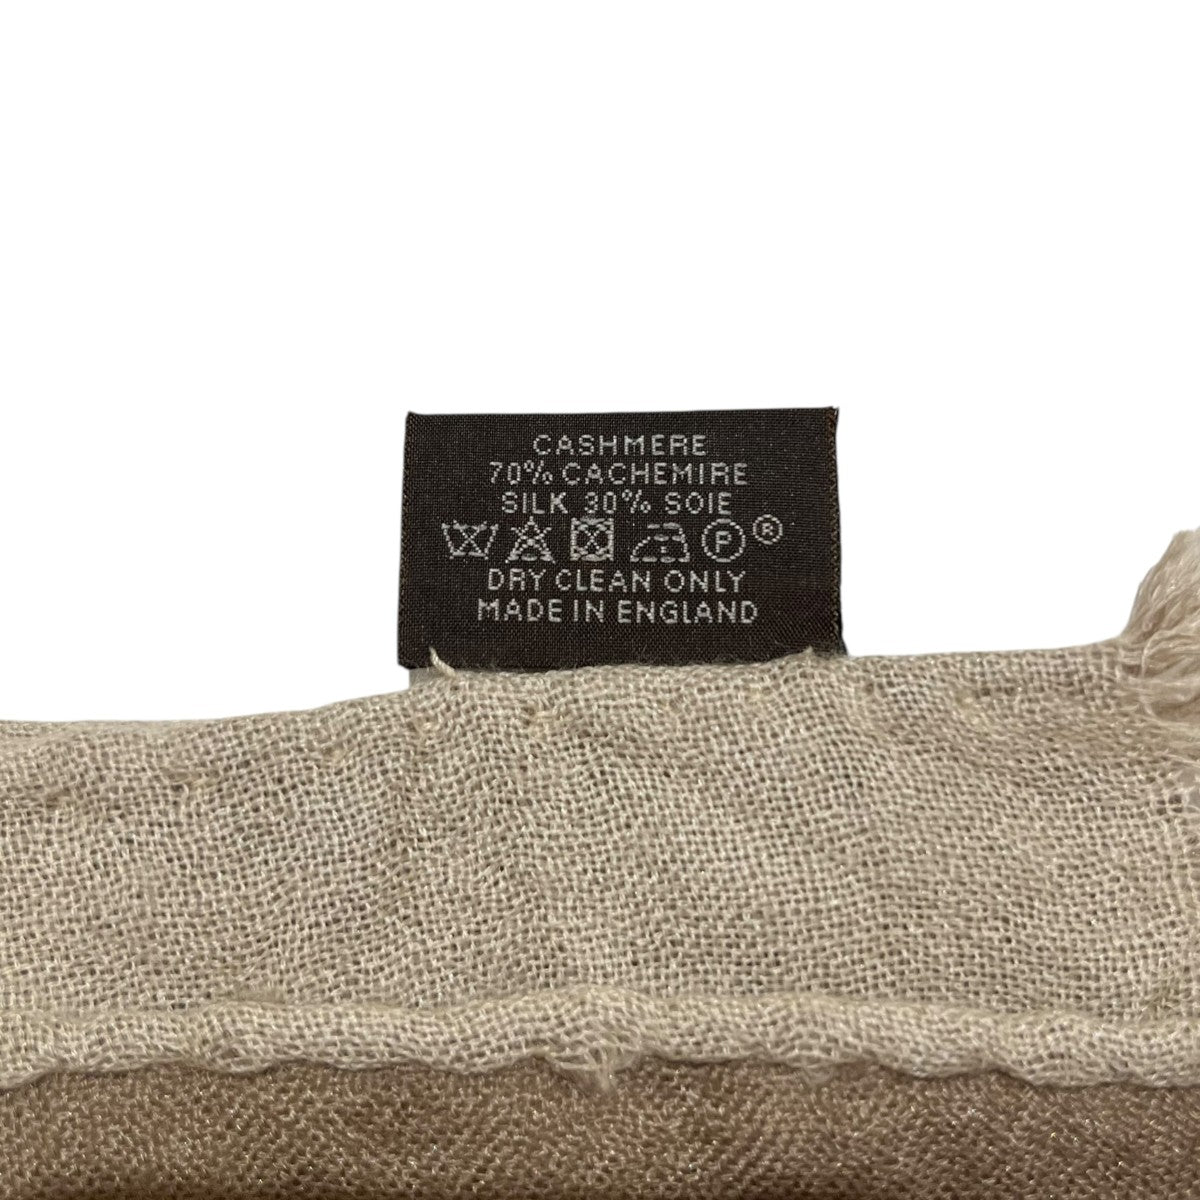 CASHMERE
70% CACHEMIRE
SILK 30% SOIE
P ®
DRY CLEAN ONLY
MADE IN ENGLAND